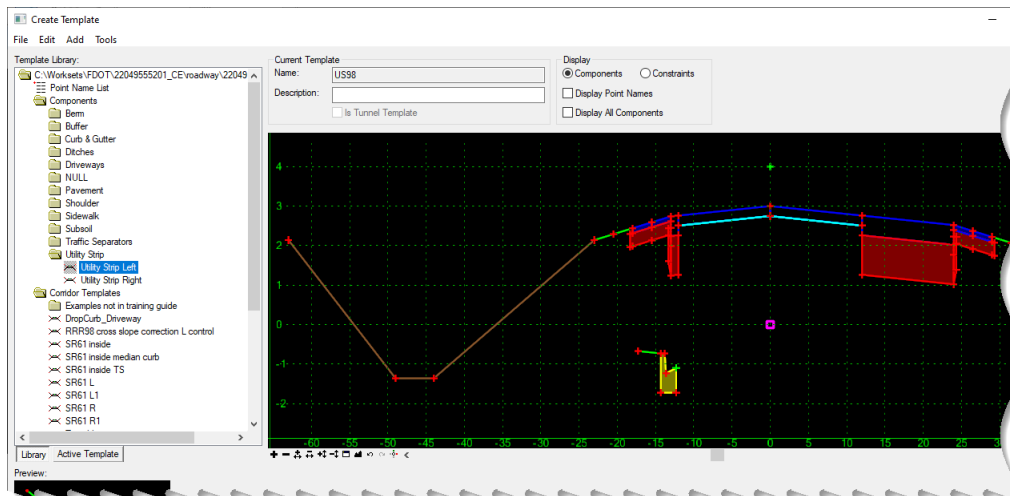 Create Template
File Edit Add Tools
Template Library:
C:\Worksets\FDOT\22049555201_CE\roadway\22049
Point Name List
Components
Berm
Buffer
Curb & Gutter
Ditches
Driveways
NULL
Pavement
Shoulder
Sidewalk
Subsoil
Traffic Separators
Utility Strip
Utility Strip Left
Utility Strip Right
Corridor Templates
Examples not in training guide
DropCurb_Driveway
RRR98 cross slope correction L control
SR61 inside
SR61 inside median curb
SR61 inside TS
SR61 L
SR61 L1
SR61 R
SR61 R1
Library Active Template
Preview:
Current Template
Name: US98
Description:
Is Tunnel Template
Display
Components Constraints
Display Point Names
Display All Components
4
3
2
1
0
-1
-2
-60 -55 -50 -45 -40 -35 -30 -25 -20 -15 -10 -5 0 5 10 15 20 25